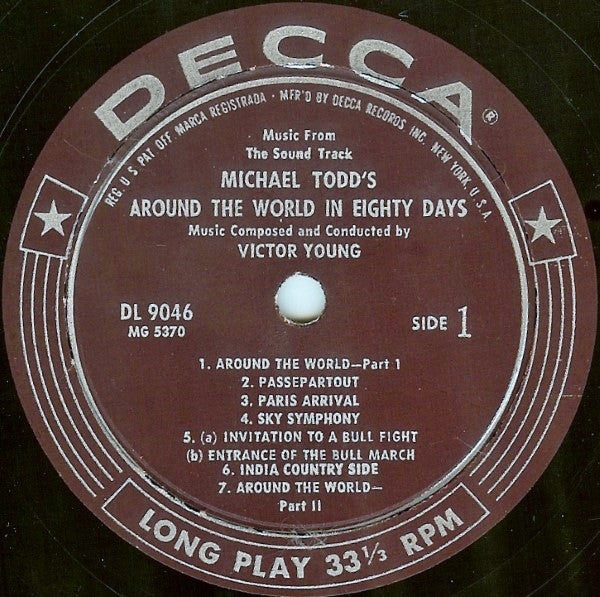 DECCA®
REG. U S PAT OFF. MARCA REGISTRADA • MFR'D BY DECCA RECORDS, INC., NEW YORK, U.S.A.
Music From
The Sound Track
MICHAEL TODD'S
AROUND THE WORLD IN EIGHTY DAYS
Music Composed and Conducted by
VICTOR YOUNG
DL 9046
MG 5370
SIDE 1
1. AROUND THE WORLD—Part 1
2. PASSEPARTOUT
3. PARIS ARRIVAL
4. SKY SYMPHONY
5. (a) INVITATION TO A BULL FIGHT
(b) ENTRANCE OF THE BULL MARCH
6. INDIA COUNTRY SIDE
7. AROUND THE WORLD—
Part II
LONG PLAY 33⅓ RPM